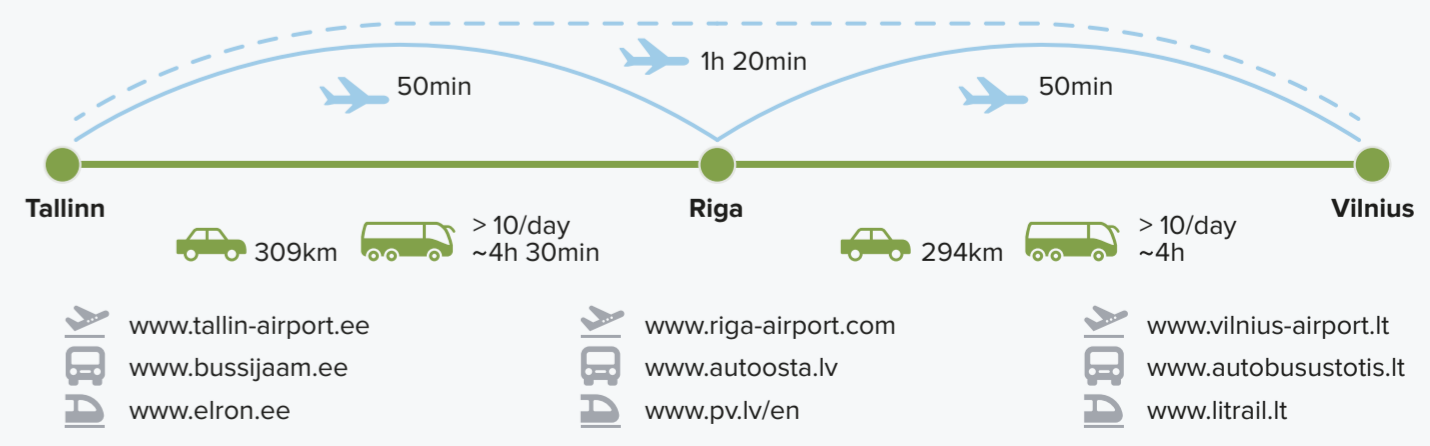 1h 20min
50min
50min
Tallinn
Riga
Vilnius
309km
> 10/day
~4h 30min
294km
> 10/day
~4h
www.tallin-airport.ee
www.riga-airport.com
www.vilnius-airport.lt
www.bussijaam.ee
www.autoosta.lv
www.autobusustotis.lt
www.elron.ee
www.pv.lv/en
www.litrail.lt